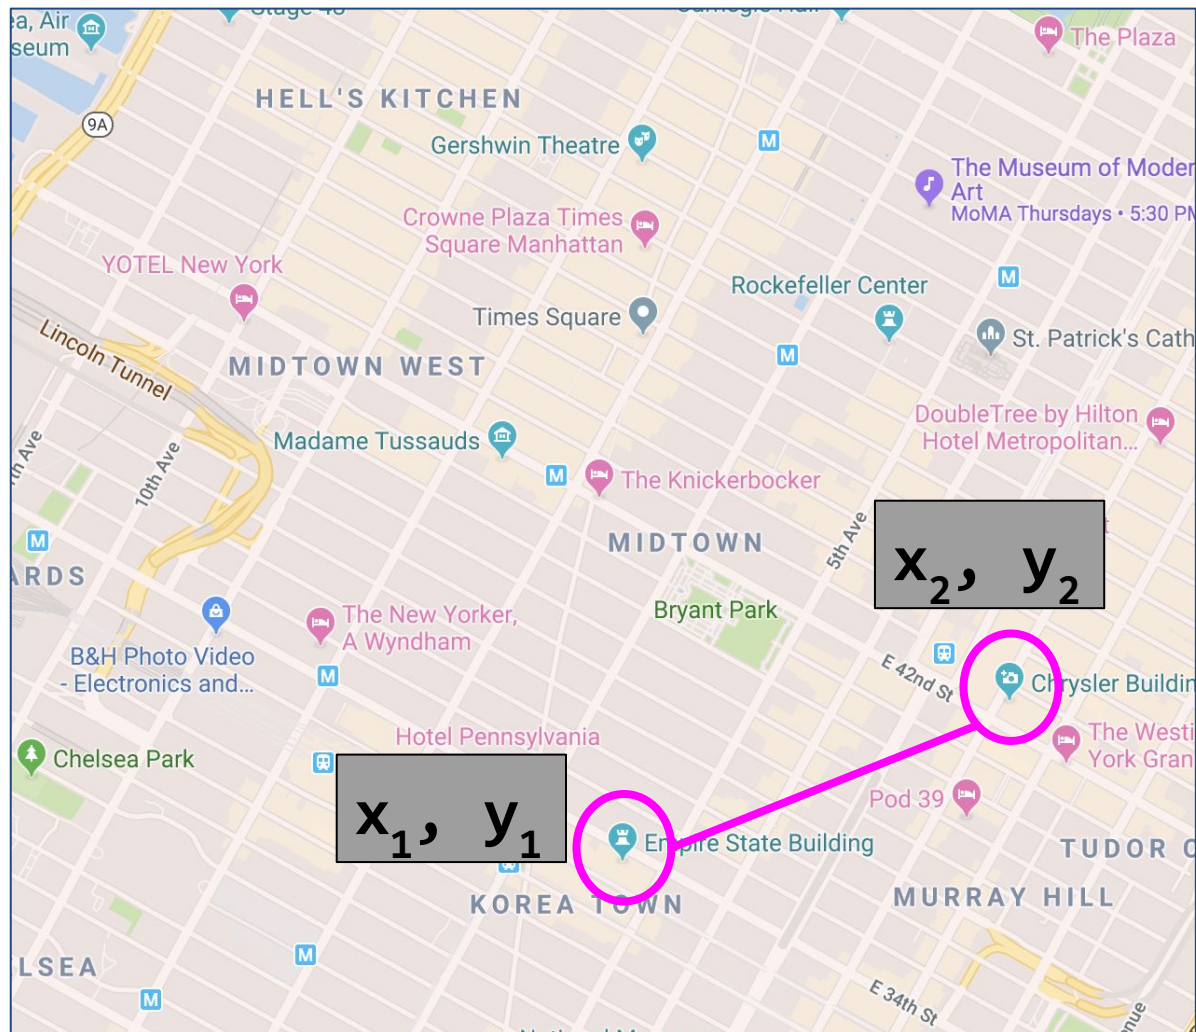 ea, Air
seum
The Plaza
HELL'S KITCHEN
9A
Gershwin Theatre
M
The Museum of Moder
Art
MoMA Thursdays • 5:30 PM
Crowne Plaza Times
Square Manhattan
YOTEL New York
M
Rockefeller Center
Times Square
St. Patrick's Cath
Lincoln Tunnel
M
MIDTOWN WEST
DoubleTree by Hilton
Hotel Metropolitan...
Madame Tussauds
M
The Knickerbocker
10th Ave
th Ave
5th Ave
M
MIDTOWN
x2, y2
ARDS
Bryant Park
The New Yorker,
A Wyndham
B&H Photo Video
- Electronics and...
M
E 42nd St
Chrysler Buildin
Hotel Pennsylvania
The Westi
York Gran
Chelsea Park
Pod 39
x1, y1
Empire State Building
TUDOR C
KOREA TOWN
MURRAY HILL
M
LSEA
M
E 34th St
nue